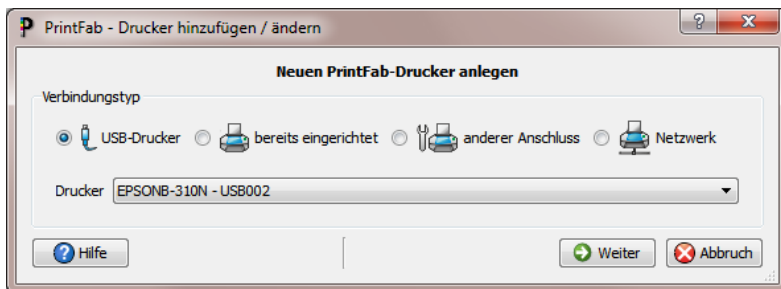 PrintFab - Drucker hinzufügen / ändern
Neuen PrintFab-Drucker anlegen
Verbindungstyp
USB-Drucker bereits eingerichtet anderer Anschluss Netzwerk
Drucker EPSONB-310N - USB002
Hilfe Weiter Abbruch